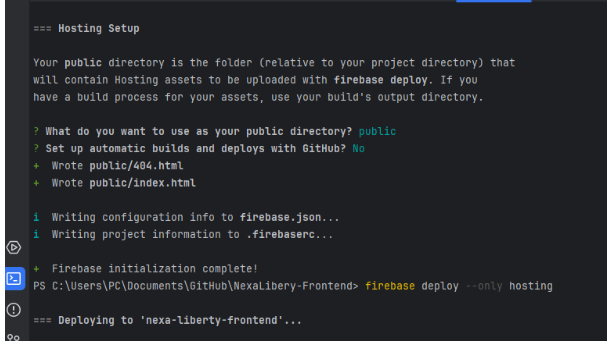 === Hosting Setup
Your public directory is the folder (relative to your project directory) that
will contain Hosting assets to be uploaded with firebase deploy. If you
have a build process for your assets, use your build's output directory.
? What do you want to use as your public directory? public
? Set up automatic builds and deploys with GitHub? No
+  Wrote public/404.html
+  Wrote public/index.html
i  Writing configuration info to firebase.json...
i  Writing project information to .firebaserc...
+  Firebase initialization complete!
PS C:\Users\PC\Documents\GitHub\NexaLibery-Frontend> firebase deploy --only hosting
=== Deploying to 'nexa-liberty-frontend'...